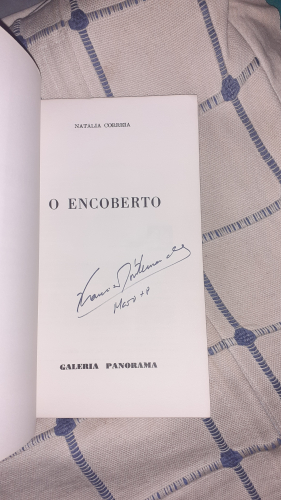 NATALIA CORREIA
O ENCOBERTO
GALERIA PANORAMA